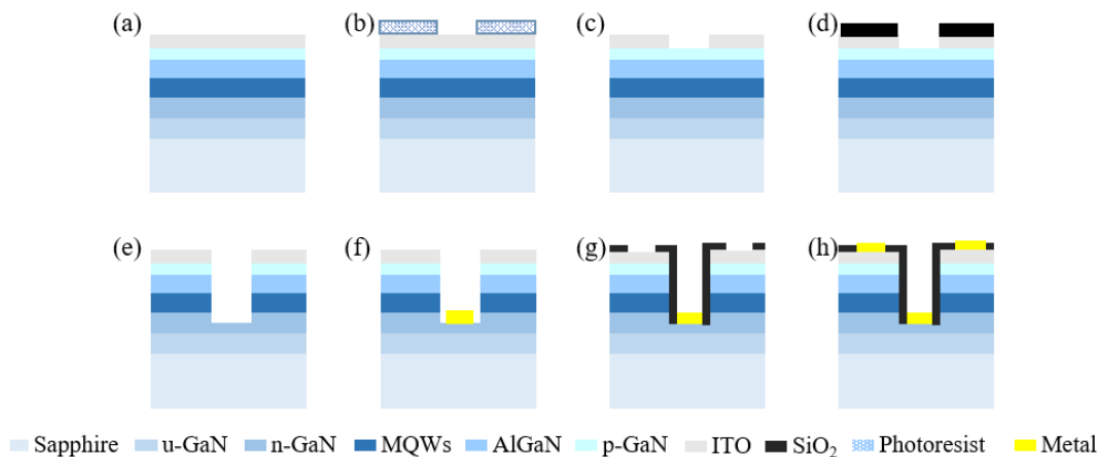 (a) (b) (c) (d)
(e) (f) (g) (h)
Sapphire u-GaN n-GaN MQWs AlGaN p-GaN ITO SiO₂ Photoresist Metal